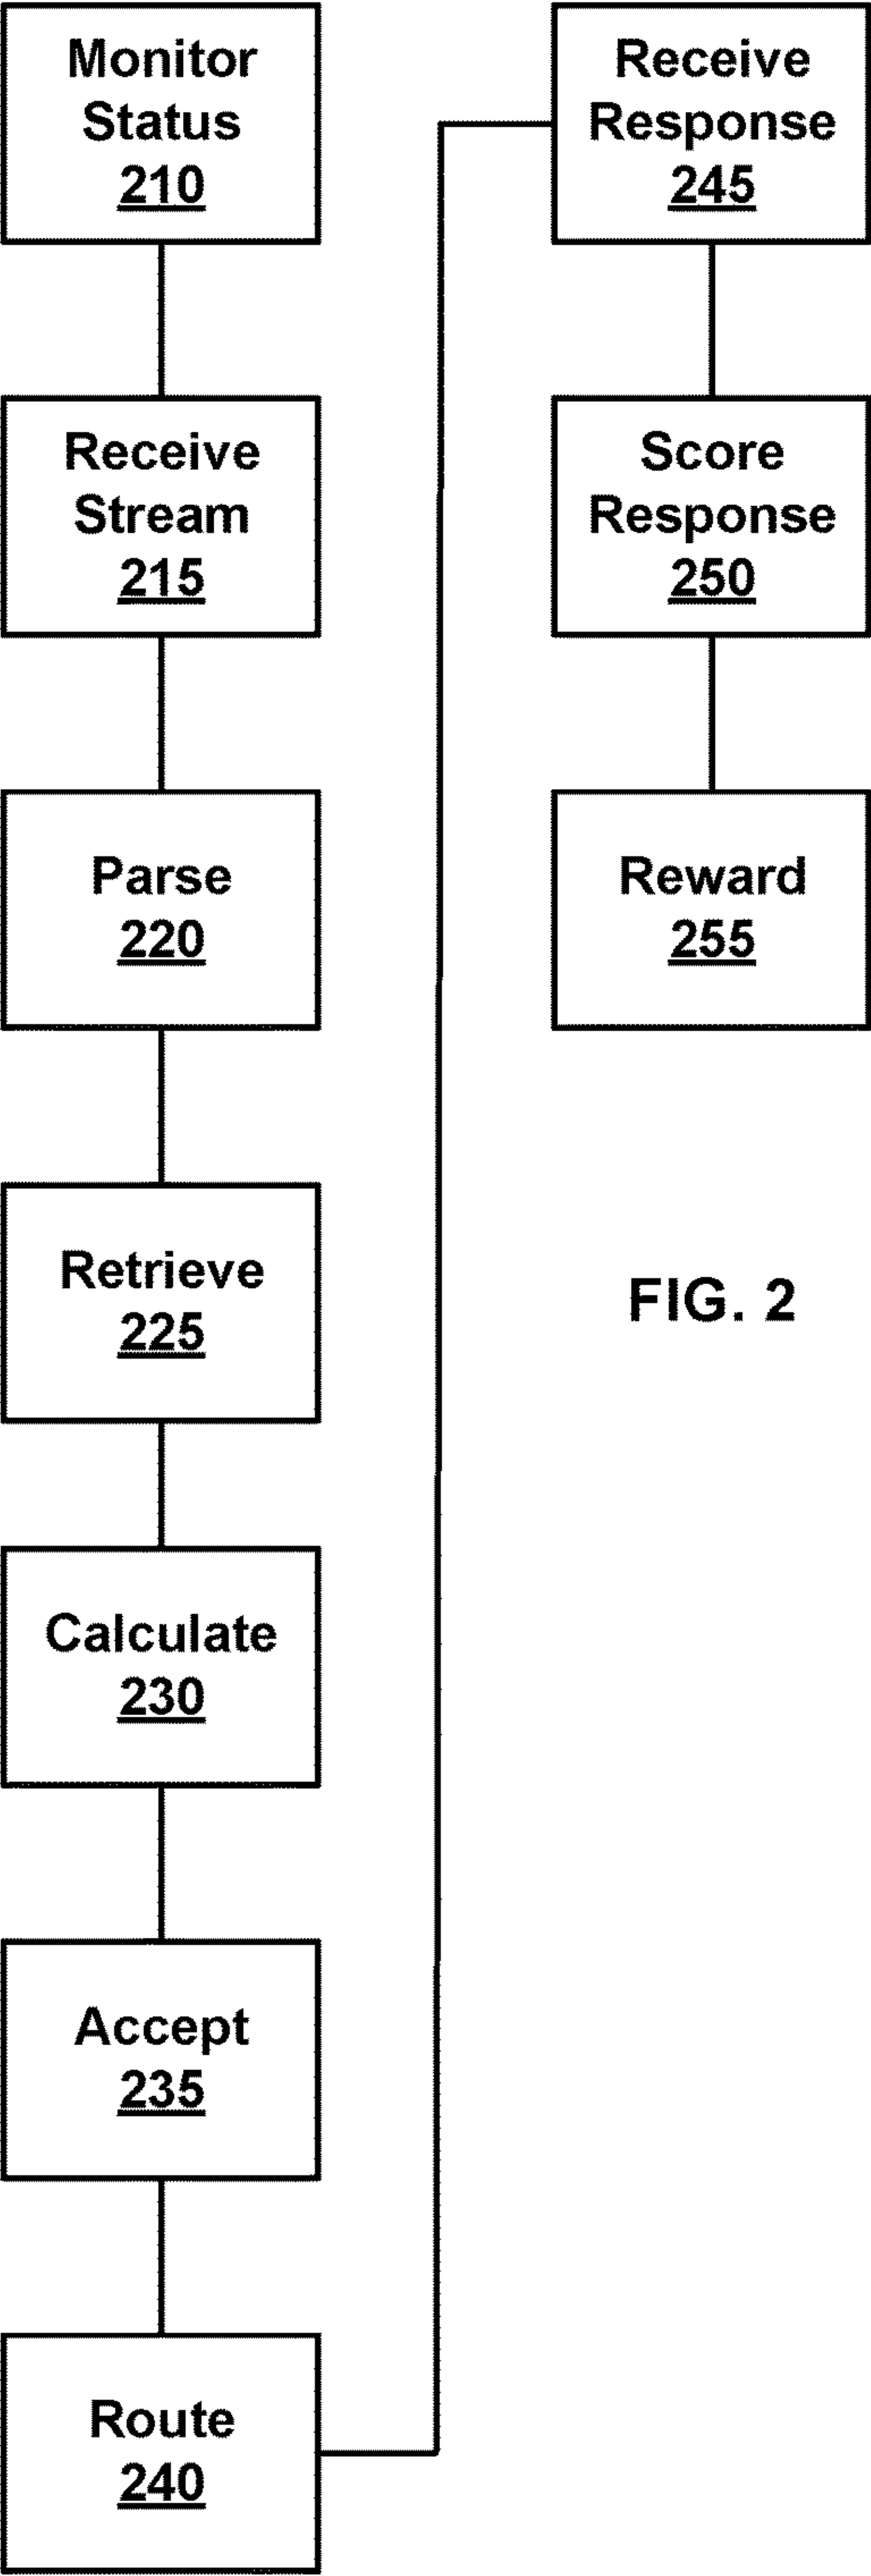 Monitor
Status
210
Receive
Stream
215
Parse
220
Retrieve
225
Calculate
230
Accept
235
Route
240
Receive
Response
245
Score
Response
250
Reward
255
FIG. 2